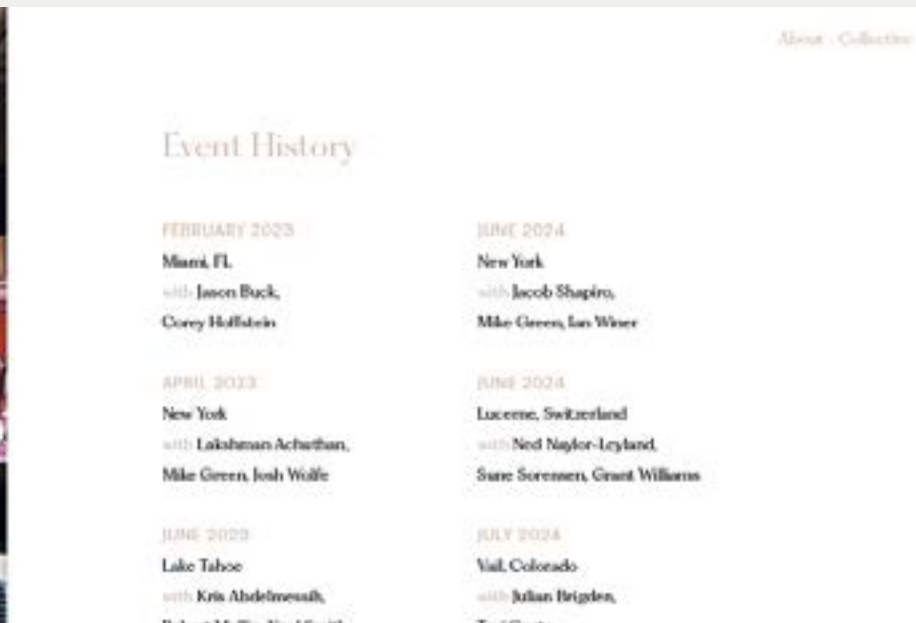 About . Collective
Event History
FEBRUARY 2023
Miami, FL
with Jason Buck,
Corey Hoffstein
APRIL 2023
New York
with Lakshman Achuthan,
Mike Green, Josh Wolfe
JUNE 2023
Lake Tahoe
with Kris Abdelmessih,
JUNE 2024
New York
with Jacob Shapiro,
Mike Green, Ian Winer
JUNE 2024
Lucerne, Switzerland
with Ned Naylor-Leyland,
Sune Sorensen, Grant Williams
JULY 2024
Vail, Colorado
with Julian Brigden,